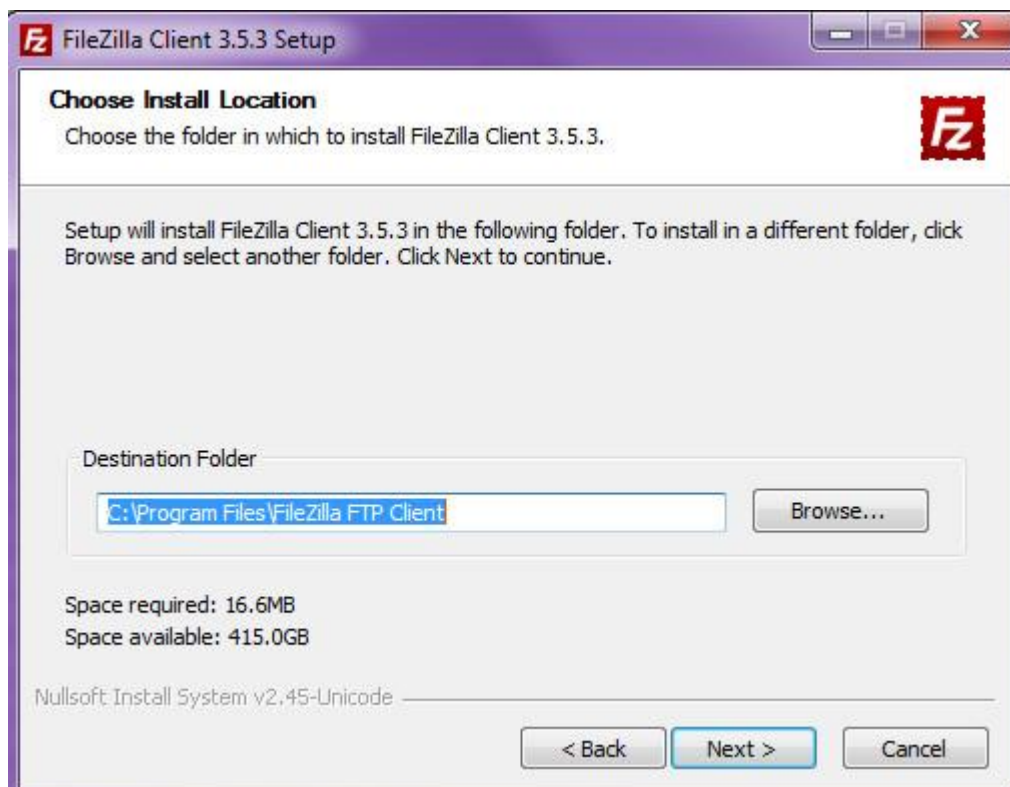 FileZilla Client 3.5.3 Setup
Choose Install Location
Choose the folder in which to install FileZilla Client 3.5.3.
Fz
Setup will install FileZilla Client 3.5.3 in the following folder. To install in a different folder, click
Browse and select another folder. Click Next to continue.
Destination Folder
C:\Program Files\FileZilla FTP Client
Browse...
Space required: 16.6MB
Space available: 415.0GB
Nullsoft Install System v2.45-Unicode
< Back
Next >
Cancel